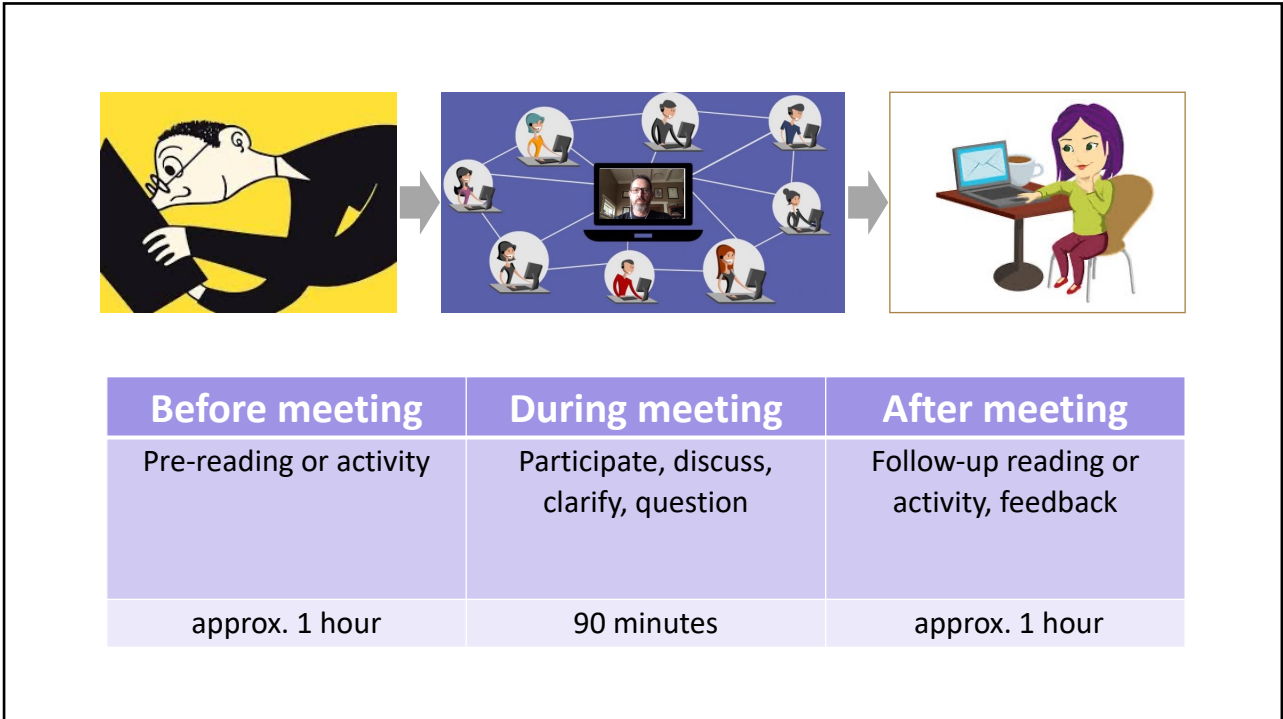 Before meeting
During meeting
After meeting
Pre-reading or activity
Participate, discuss,
clarify, question
Follow-up reading or
activity, feedback
approx. 1 hour
90 minutes
approx. 1 hour